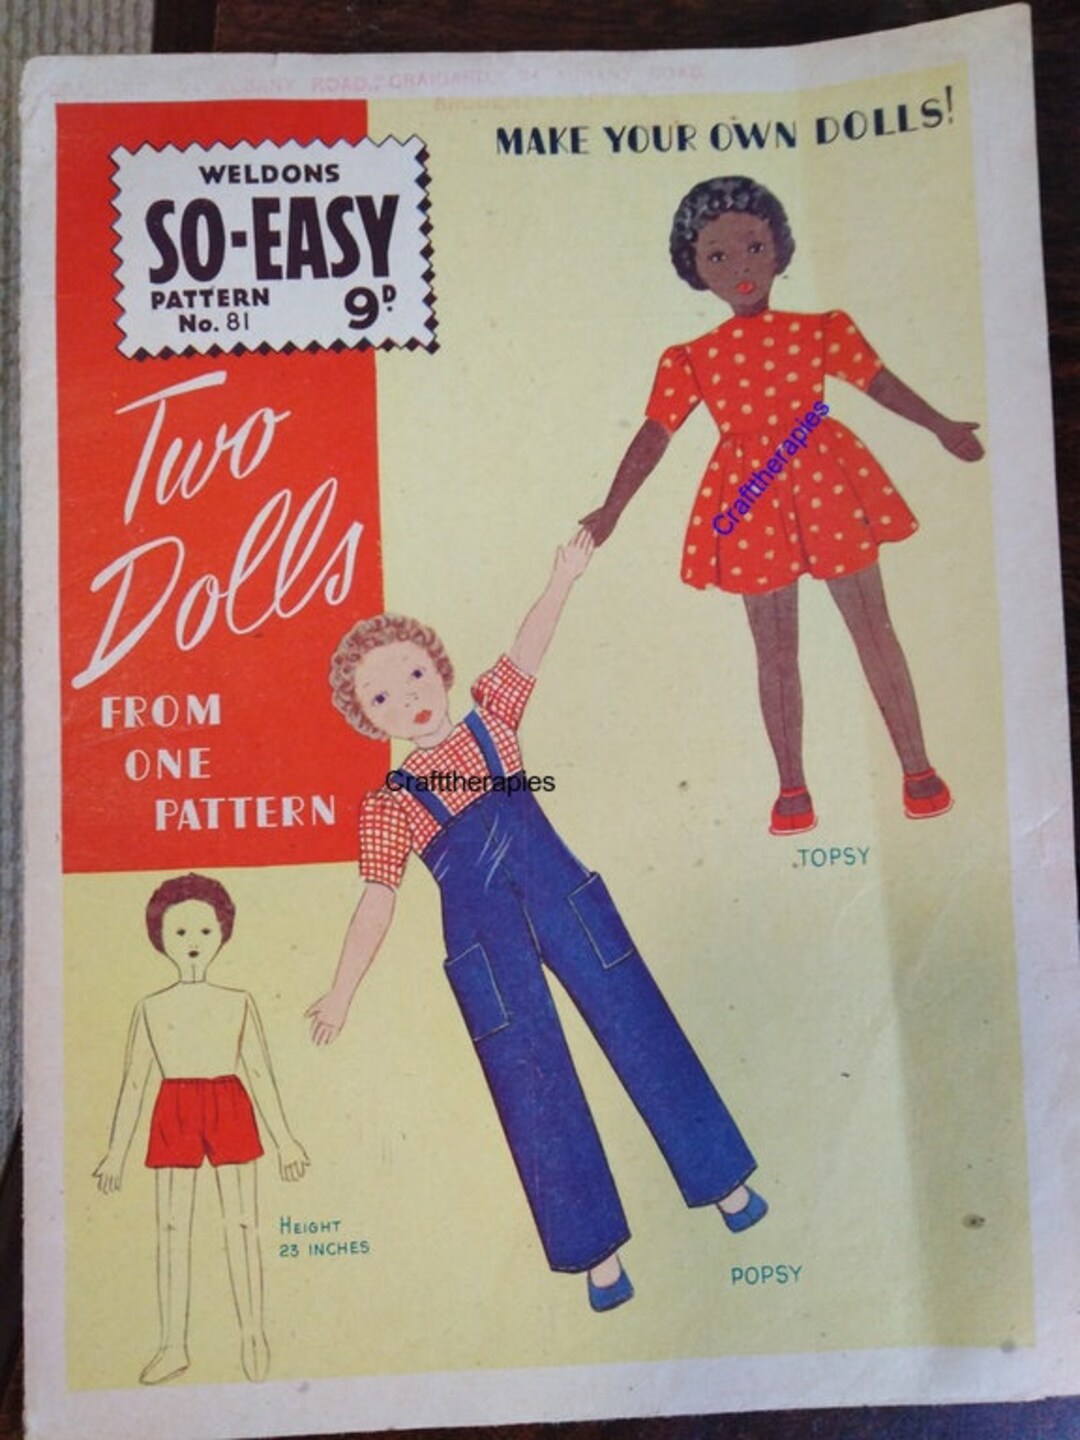 MAKE YOUR OWN DOLLS!
WELDONS
SO-EASY
PATTERN 9D.
No. 81
Two
Dolls
FROM
ONE
PATTERN
Crafttherapies
Crafttherapies
TOPSY
HEIGHT
23 INCHES
POPSY